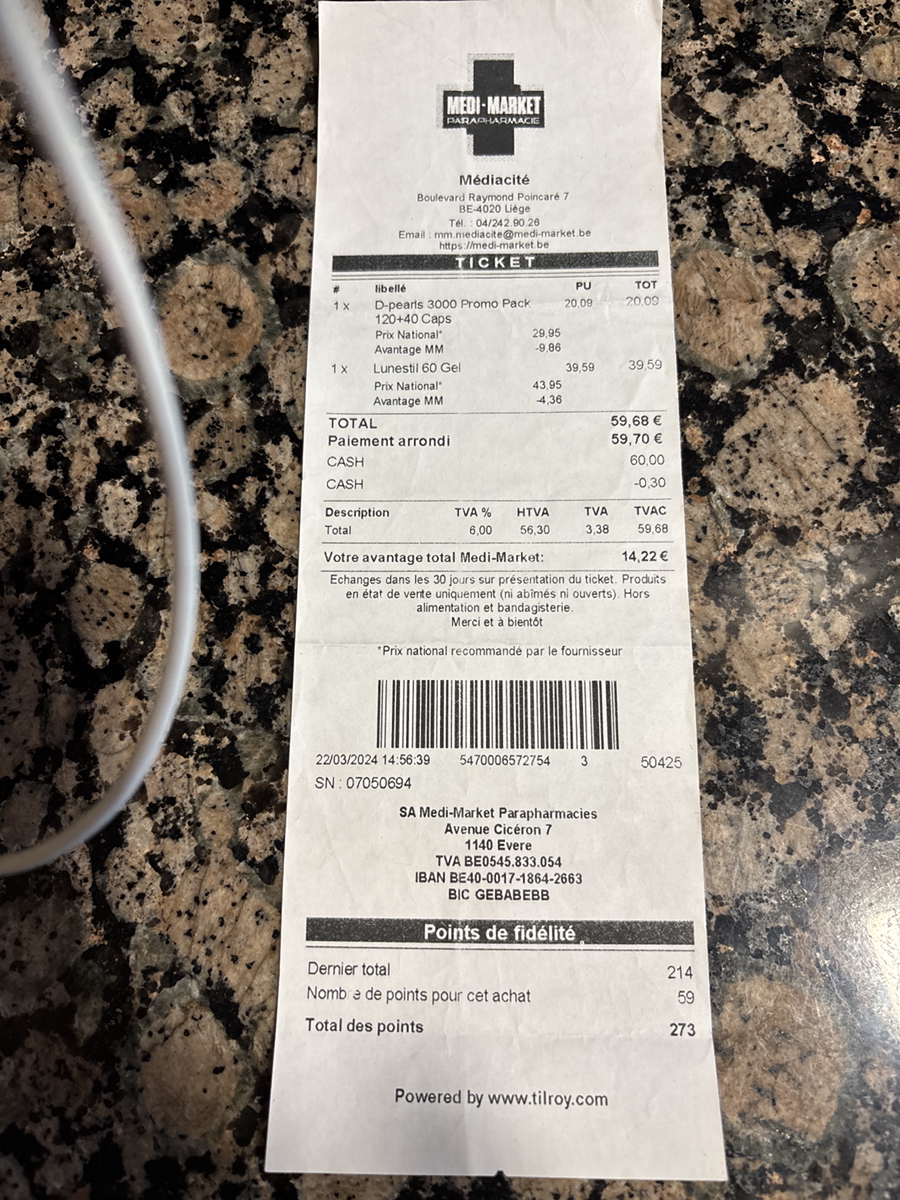 MEDI-MARKET
PARAPHARMACIE
Médiacité
Boulevard Raymond Poincaré 7
BE-4020 Liège
Tél. : 04/242.90.26
Email : mm.mediacite@medi-market.be
https://medi-market.be
TICKET
# libellé PU TOT
1 x D-pearls 3000 Promo Pack 20.09 20.09
120+40 Caps
Prix National* 29,95
Avantage MM -9,86
1 x Lunestil 60 Gel 39,59 39,59
Prix National* 43,95
Avantage MM -4,36
TOTAL 59,68 €
Paiement arrondi 59,70 €
CASH 60,00
CASH -0,30
Description TVA % HTVA TVA TVAC
Total 6,00 56,30 3,38 59,68
Votre avantage total Medi-Market: 14,22 €
Echanges dans les 30 jours sur présentation du ticket. Produits
en état de vente uniquement (ni abîmés ni ouverts). Hors
alimentation et bandagisterie.
Merci et à bientôt
*Prix national recommandé par le fournisseur
22/03/2024 14:56:39 5470006572754 3 50425
SN : 07050694
SA Medi-Market Parapharmacies
Avenue Cicéron 7
1140 Evere
TVA BE0545.833.054
IBAN BE40-0017-1864-2663
BIC GEBABEBB
Points de fidélité
Dernier total 214
Nombre de points pour cet achat 59
Total des points 273
Powered by www.tilroy.com